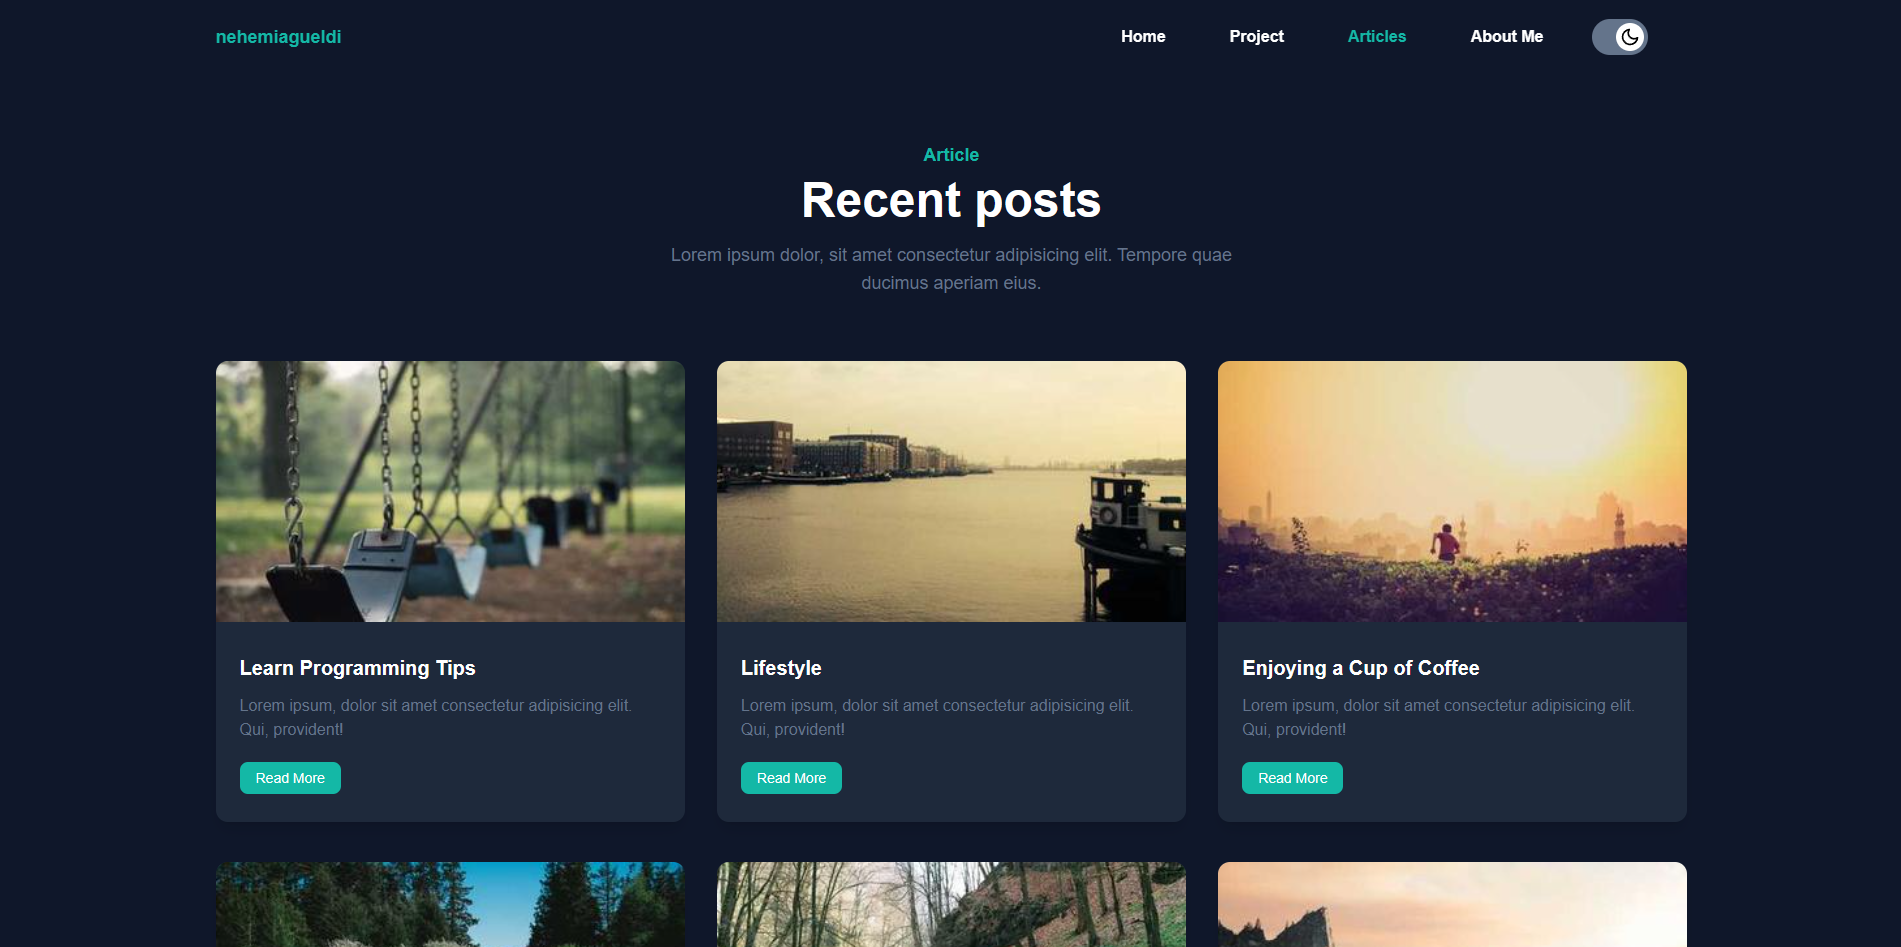 nehemiagueldi
Home
Project
Articles
About Me
Article
Recent posts
Lorem ipsum dolor, sit amet consectetur adipisicing elit. Tempore quae
ducimus aperiam eius.
Learn Programming Tips
Lorem ipsum, dolor sit amet consectetur adipisicing elit.
Qui, provident!
Read More
Lifestyle
Lorem ipsum, dolor sit amet consectetur adipisicing elit.
Qui, provident!
Read More
Enjoying a Cup of Coffee
Lorem ipsum, dolor sit amet consectetur adipisicing elit.
Qui, provident!
Read More